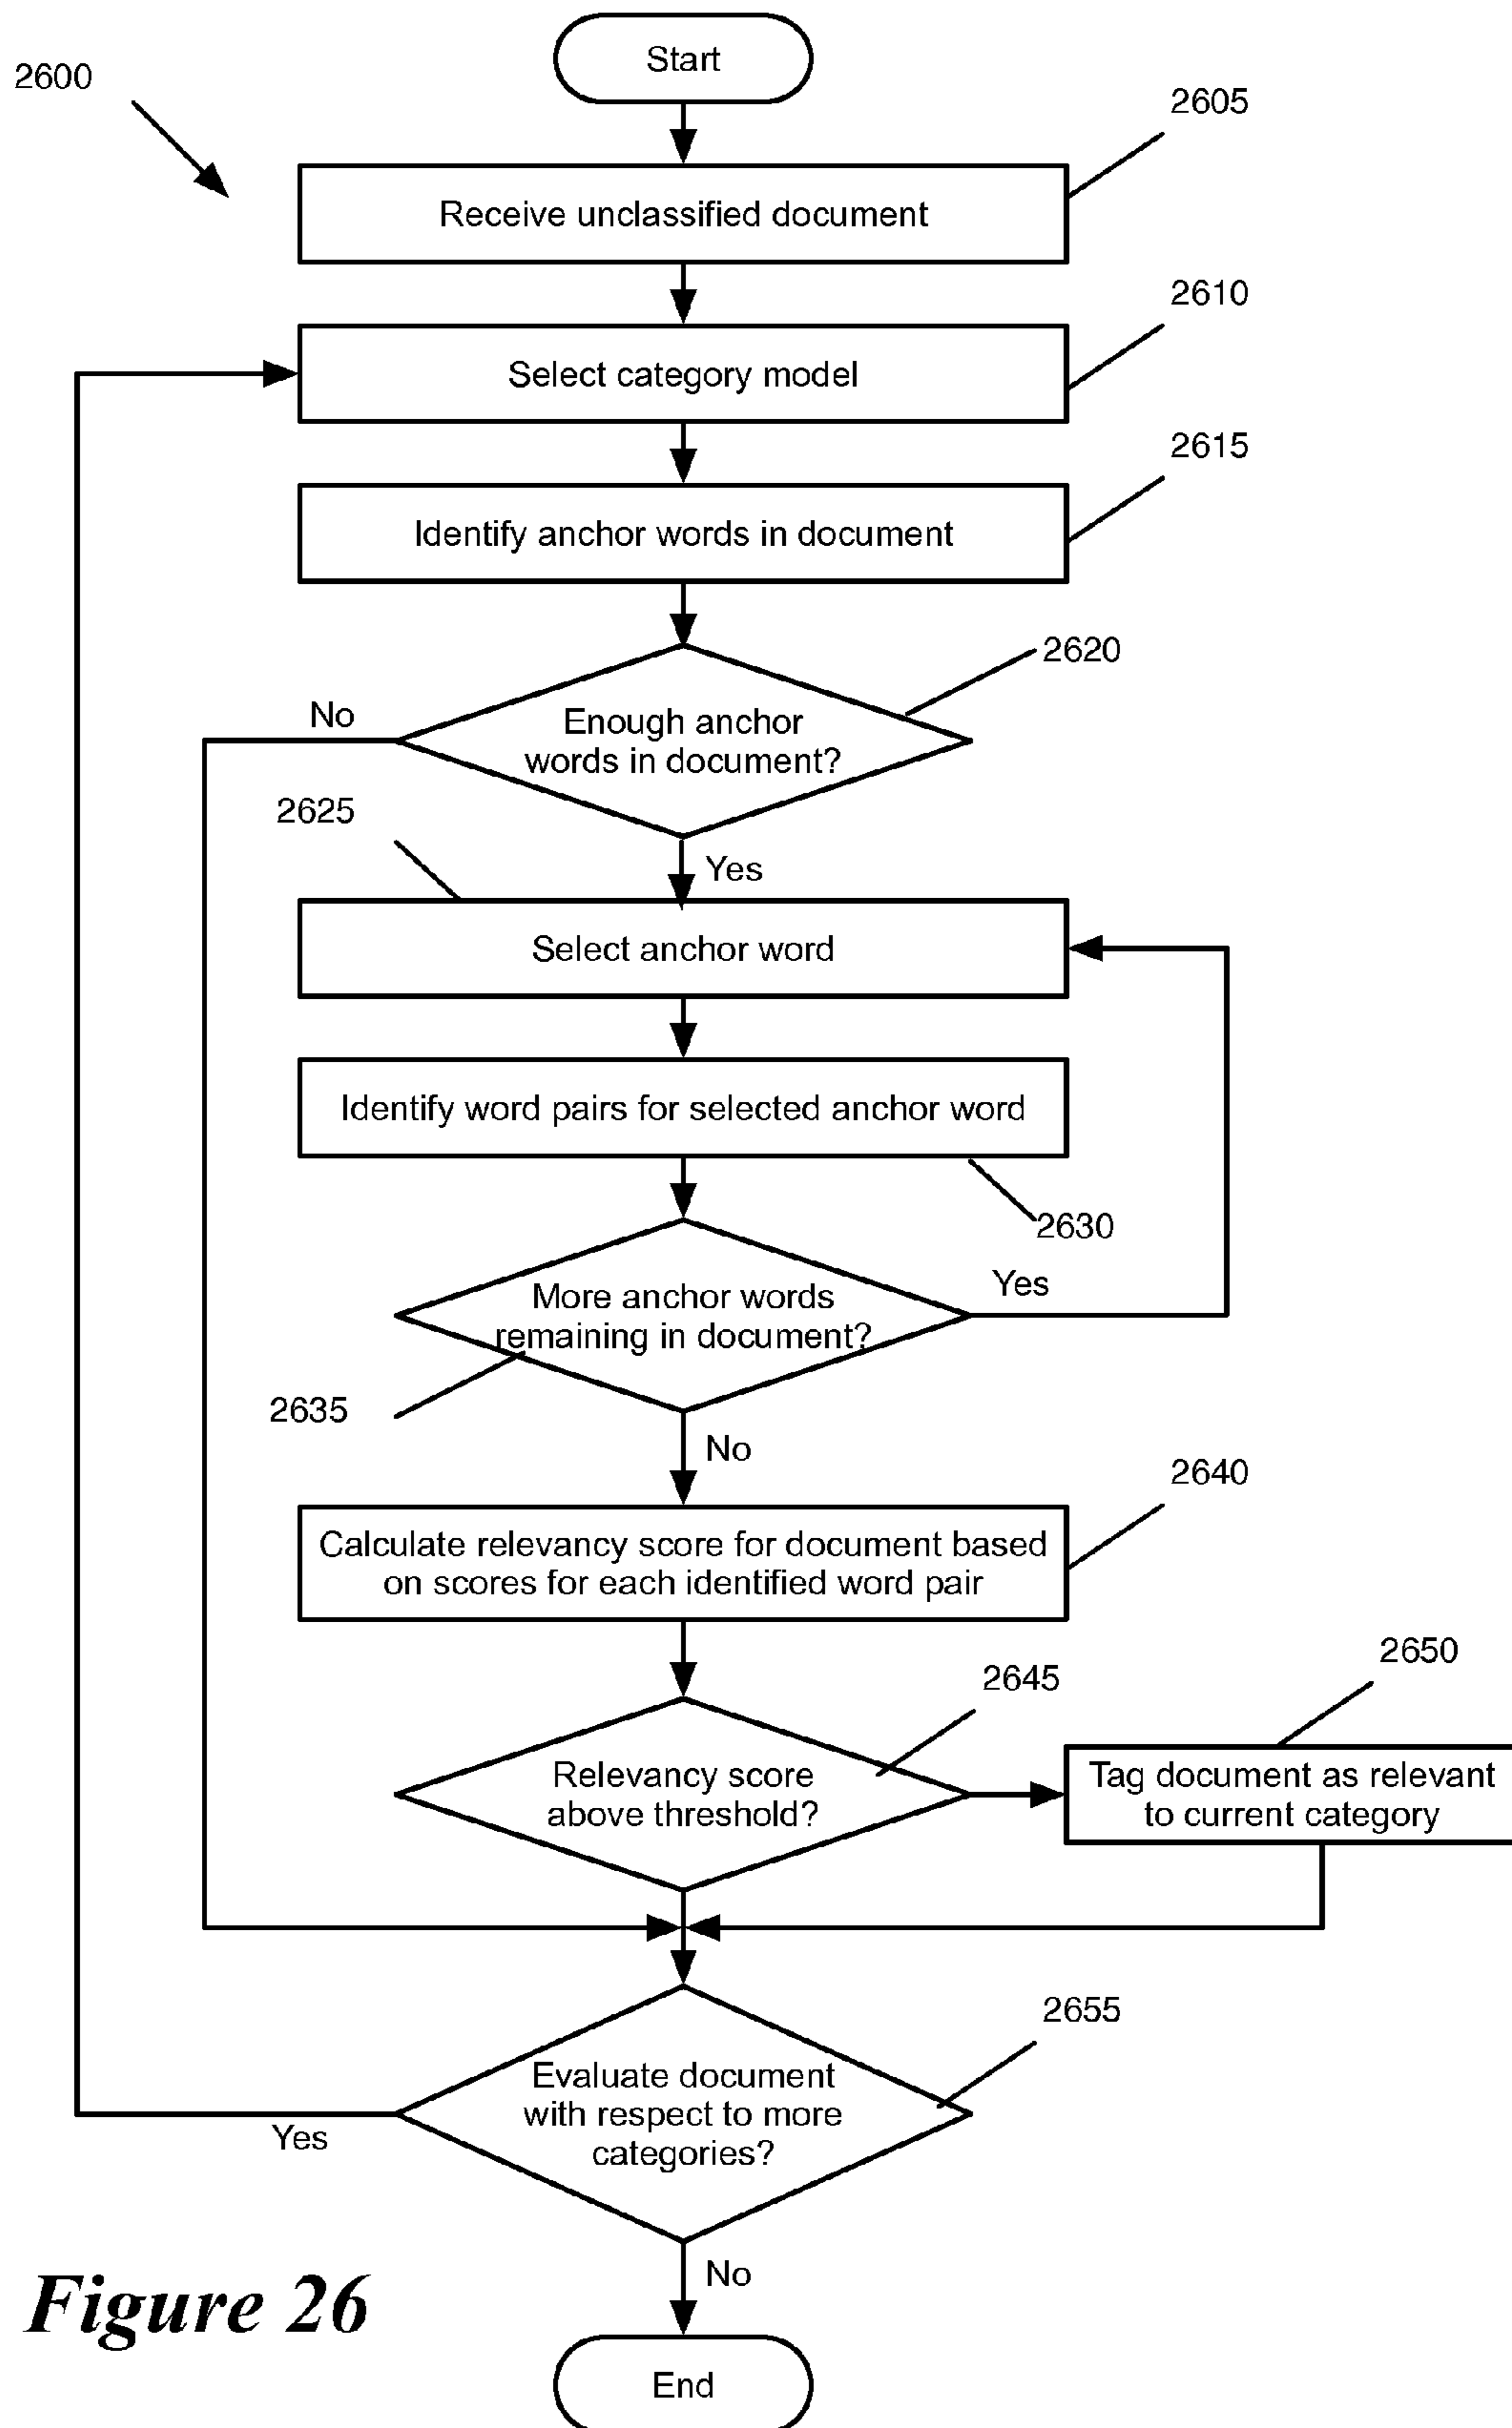 Start
2600
2605
Receive unclassified document
2610
Select category model
2615
Identify anchor words in document
2620
No
Enough anchor
words in document?
2625
Yes
Select anchor word
Identify word pairs for selected anchor word
2630
Yes
More anchor words
remaining in document?
2635
No
2640
Calculate relevancy score for document based
on scores for each identified word pair
2650
2645
Relevancy score
above threshold?
Tag document as relevant
to current category
2655
Evaluate document
with respect to more
categories?
Yes
No
Figure 26
End